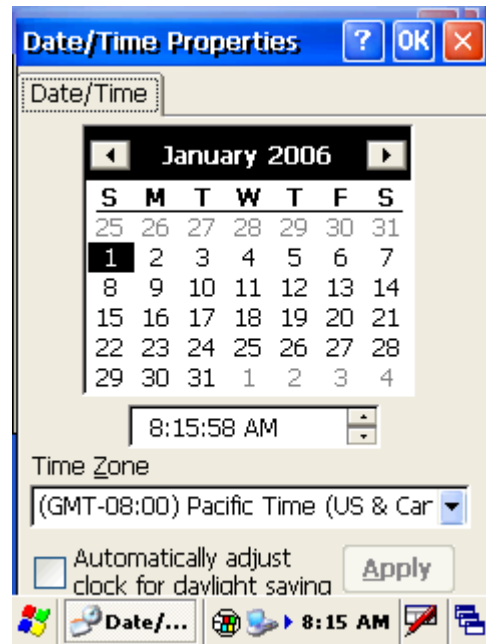 Date/Time Properties ? OK
Date/Time
January 2006
S M T W T F S
25 26 27 28 29 30 31
1 2 3 4 5 6 7
8 9 10 11 12 13 14
15 16 17 18 19 20 21
22 23 24 25 26 27 28
29 30 31 1 2 3 4
8:15:58 AM
Time Zone
(GMT-08:00) Pacific Time (US & Car
Automatically adjust
clock for daylight saving
Apply
Date/... 8:15 AM